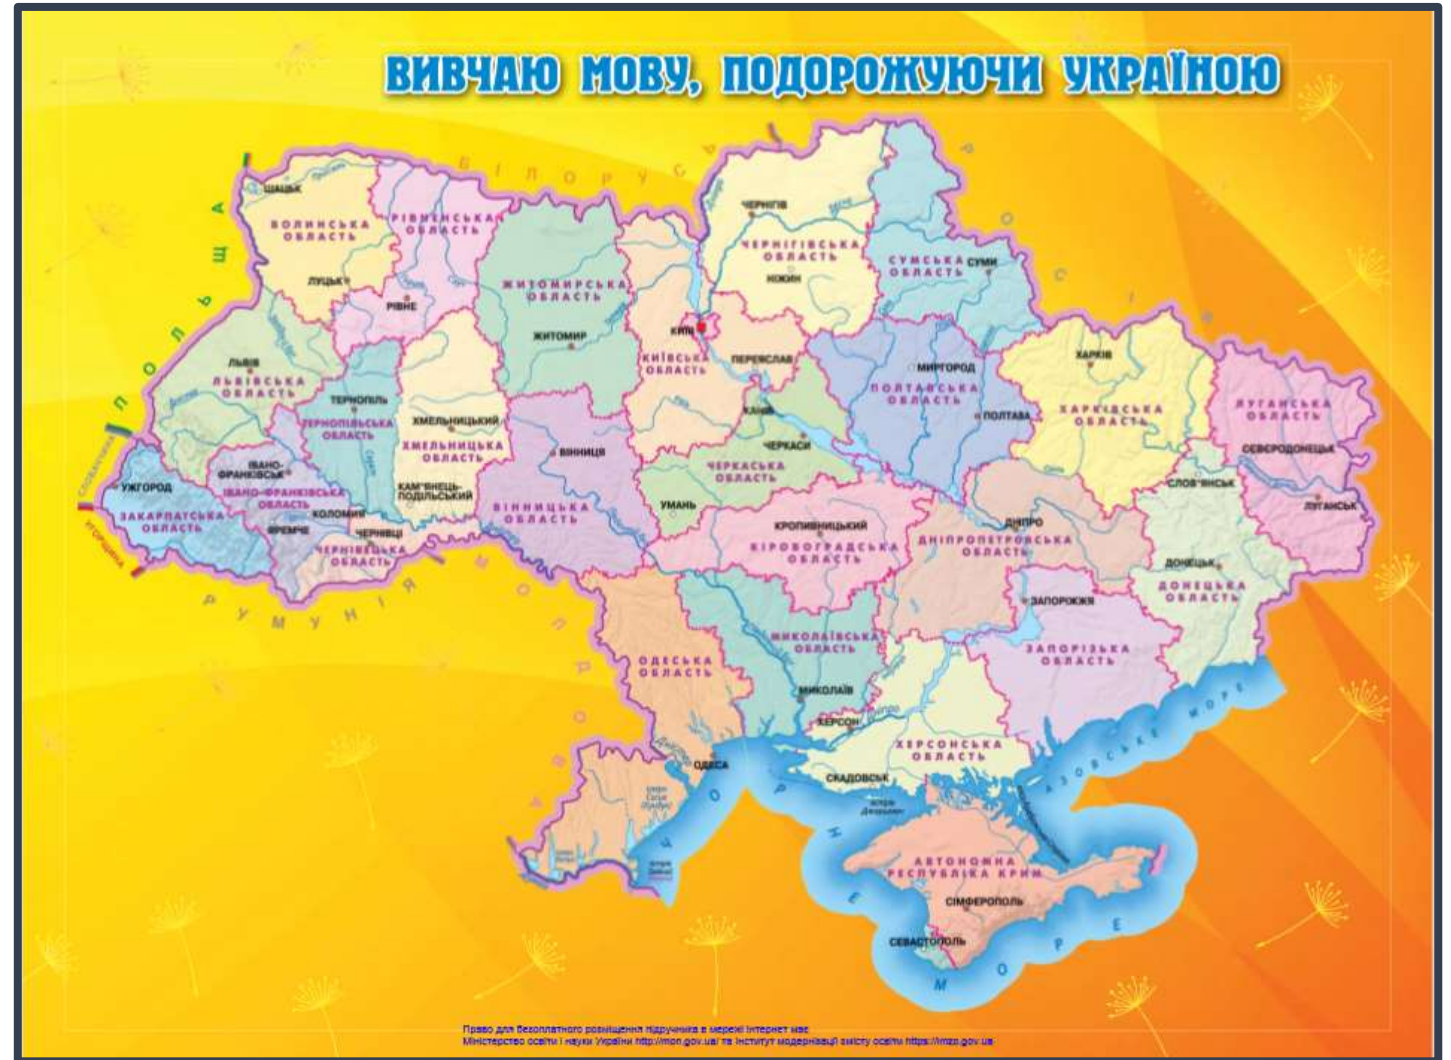 ВИВЧАЮ МОВУ, ПОДОРОЖУЮЧИ УКРАЇНОЮ
БІЛОРУСЬ
РОСІЯ
ПОЛЬЩА
СЛОВАЧЧИНА
УГОРЩИНА
РУМУНІЯ
МОЛДОВА
ШАЦЬК
Прип'ять
ВОЛИНСЬКА
ОБЛАСТЬ
ЛУЦЬК
РІВНЕНСЬКА
ОБЛАСТЬ
РІВНЕ
ЖИТОМИРСЬКА
ОБЛАСТЬ
ЖИТОМИР
КИЇВ
КИЇВСЬКА
ОБЛАСТЬ
Дніпро
ЧЕРНІГІВ
ЧЕРНІГІВСЬКА
ОБЛАСТЬ
НІЖИН
СУМСЬКА
ОБЛАСТЬ
СУМИ
ЛЬВІВ
ЛЬВІВСЬКА
ОБЛАСТЬ
Дністер
ТЕРНОПІЛЬ
ТЕРНОПІЛЬСЬКА
ОБЛАСТЬ
ХМЕЛЬНИЦЬКИЙ
ХМЕЛЬНИЦЬКА
ОБЛАСТЬ
КАМ"ЯНЕЦЬ-
ПОДІЛЬСЬКИЙ
ВІННИЦЯ
ВІННИЦЬКА
ОБЛАСТЬ
ПЕРЕЯСЛАВ
КАНІВ
ЧЕРКАСИ
ЧЕРКАСЬКА
ОБЛАСТЬ
УМАНЬ
МИРГОРОД
ПОЛТАВСЬКА
ОБЛАСТЬ
ПОЛТАВА
ХАРКІВ
ХАРКІВСЬКА
ОБЛАСТЬ
ЛУГАНСЬКА
ОБЛАСТЬ
СЄВЄРОДОНЕЦЬК
ЛУГАНСЬК
СЛОВ"ЯНСЬК
ДОНЕЦЬК
ДОНЕЦЬКА
ОБЛАСТЬ
УЖГОРОД
ЗАКАРПАТСЬКА
ОБЛАСТЬ
ІВАНО-
ФРАНКІВСЬК
ІВАНО-ФРАНКІВСЬКА
ОБЛАСТЬ
КОЛОМИЯ
ЯРЕМЧЕ
ЧЕРНІВЦІ
ЧЕРНІВЕЦЬКА
ОБЛАСТЬ
КРОПИВНИЦЬКИЙ
КІРОВОГРАДСЬКА
ОБЛАСТЬ
ДНІПРО
ДНІПРОПЕТРОВСЬКА
ОБЛАСТЬ
ЗАПОРІЖЖЯ
ЗАПОРІЗЬКА
ОБЛАСТЬ
МИКОЛАЇВСЬКА
ОБЛАСТЬ
МИКОЛАЇВ
ОДЕСЬКА
ОБЛАСТЬ
ОДЕСА
ХЕРСОН
Дніпро
ХЕРСОНСЬКА
ОБЛАСТЬ
СКАДОВСЬК
АЗОВСЬКЕ МОРЕ
ЧОРНЕ МОРЕ
АВТОНОМНА
РЕСПУБЛІКА КРИМ
СІМФЕРОПОЛЬ
СЕВАСТОПОЛЬ
Право для безоплатного розміщення підручника в мережі Інтернет має
Міністерство освіти і науки України http://mon.gov.ua/ та Інститут модернізації змісту освіти https://imzo.gov.ua